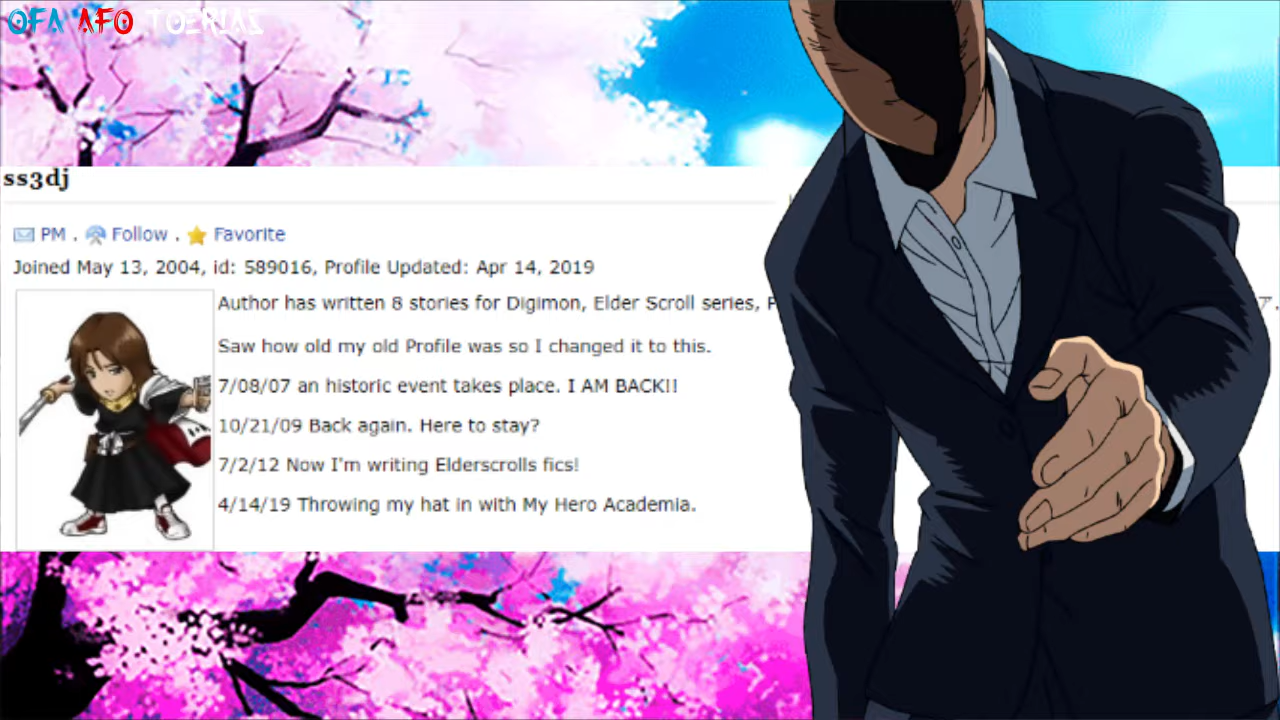 OFA AFO TOERIAS
ss3dj
PM . Follow . Favorite
Joined May 13, 2004, id: 589016, Profile Updated: Apr 14, 2019
Author has written 8 stories for Digimon, Elder Scroll series,
Saw how old my old Profile was so I changed it to this.
7/08/07 an historic event takes place. I AM BACK!!
10/21/09 Back again. Here to stay?
7/2/12 Now I'm writing Elderscrolls fics!
4/14/19 Throwing my hat in with My Hero Academia.